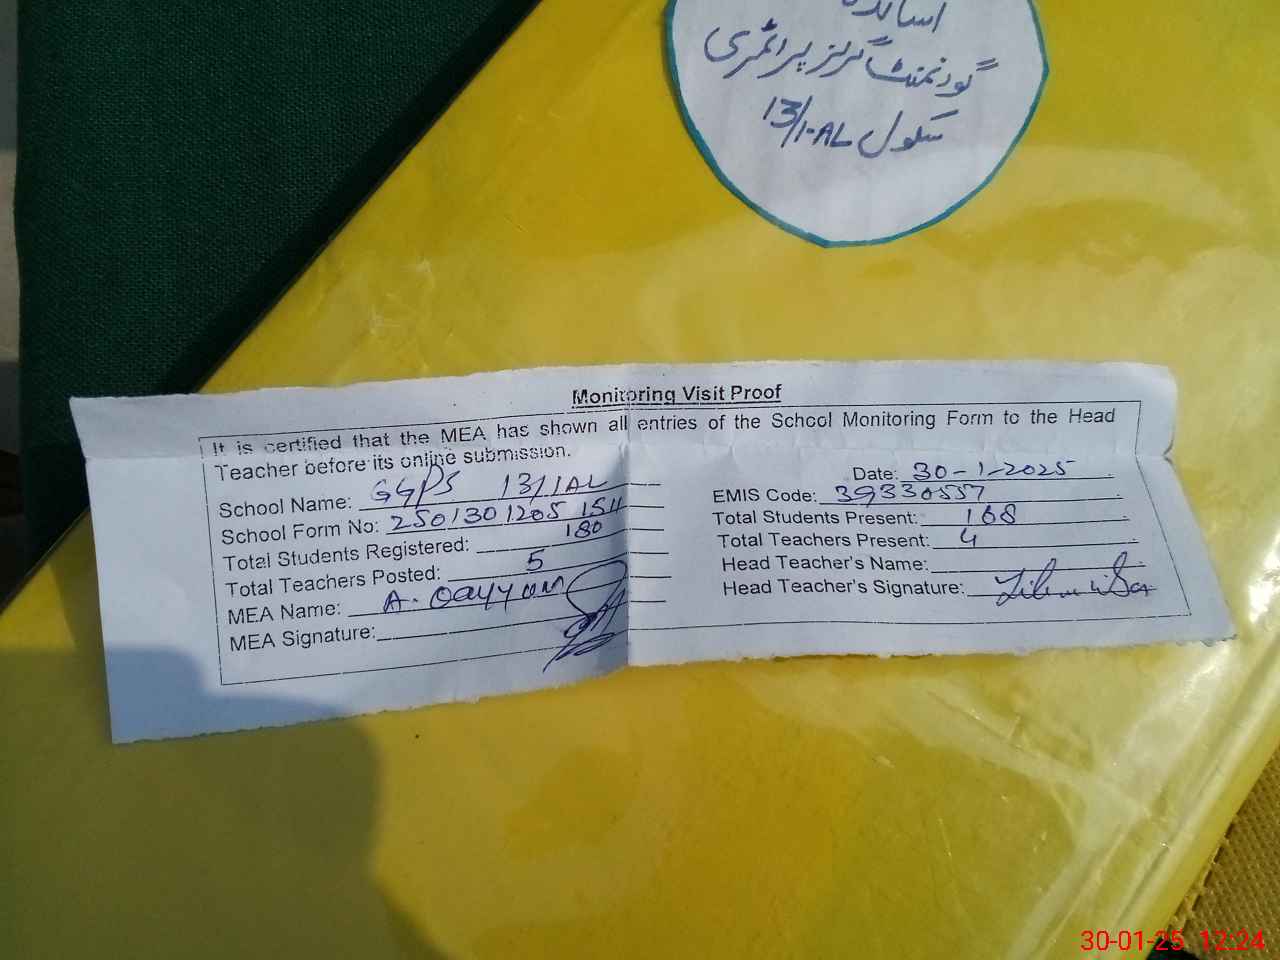 اساتذہ
گورنمنٹ گرلز پرائمری
سکول 13/1-AL
Monitoring Visit Proof
It is certified that the MEA has shown all entries of the School Monitoring Form to the Head
Teacher before its online submission.
Date: 30-1-2025
School Name: GGPS 13/1AL
EMIS Code: 39330557
School Form No: 2501301205 154
Total Students Present: 168
Total Students Registered: 180
Total Teachers Present: 4
Total Teachers Posted: 5
Head Teacher's Name:
MEA Name: A. Qayyum
Head Teacher's Signature:
MEA Signature:
30-01-25 12:24